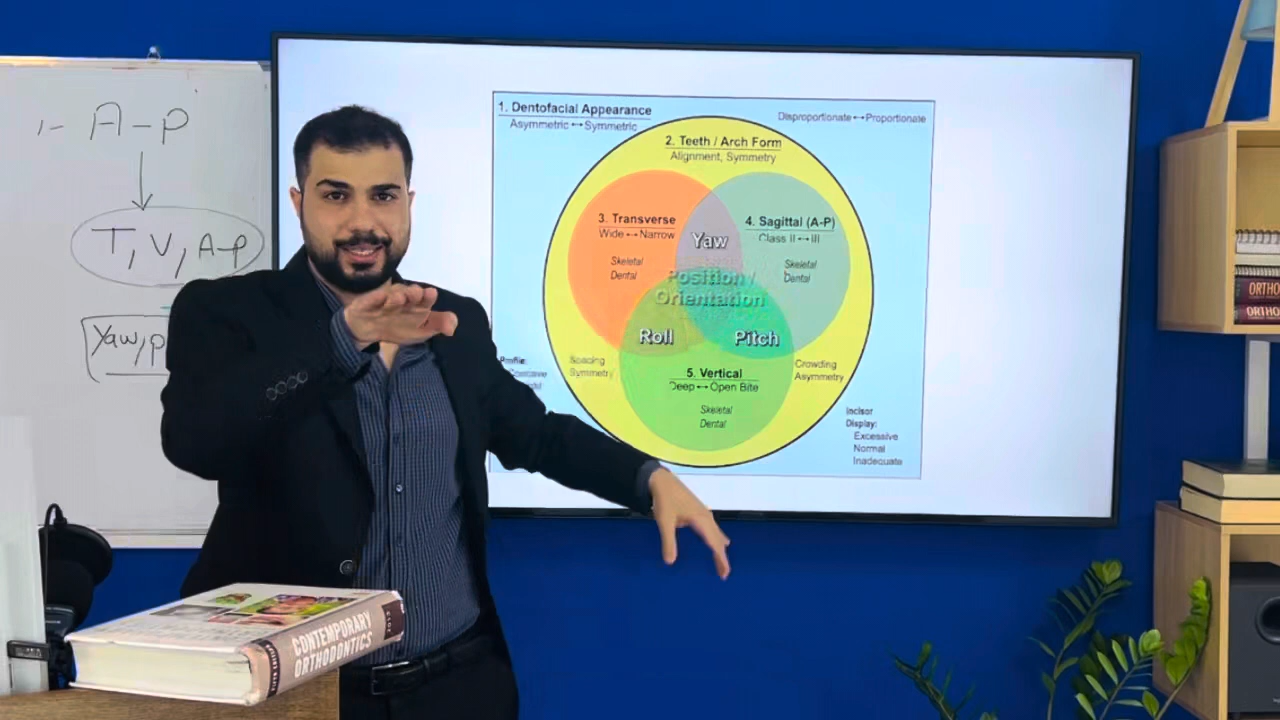 1- A-P
T, V, A-P
Yaw, P
1. Dentofacial Appearance
Asymmetric ↔ Symmetric
Disproportionate ↔ Proportionate
2. Teeth / Arch Form
Alignment, Symmetry
3. Transverse
Wide ↔ Narrow
Skeletal
Dental
4. Sagittal (A-P)
Class II ↔ III
Skeletal
Dental
Yaw
Position /
Orientation
Roll
Pitch
Profile:
Spacing
Symmetry
5. Vertical
Deep ↔ Open Bite
Skeletal
Dental
Crowding
Asymmetry
Incisor
Display:
Excessive
Normal
Inadequate
CONTEMPORARY
ORTHODONTICS
ORTHO
ORTHO